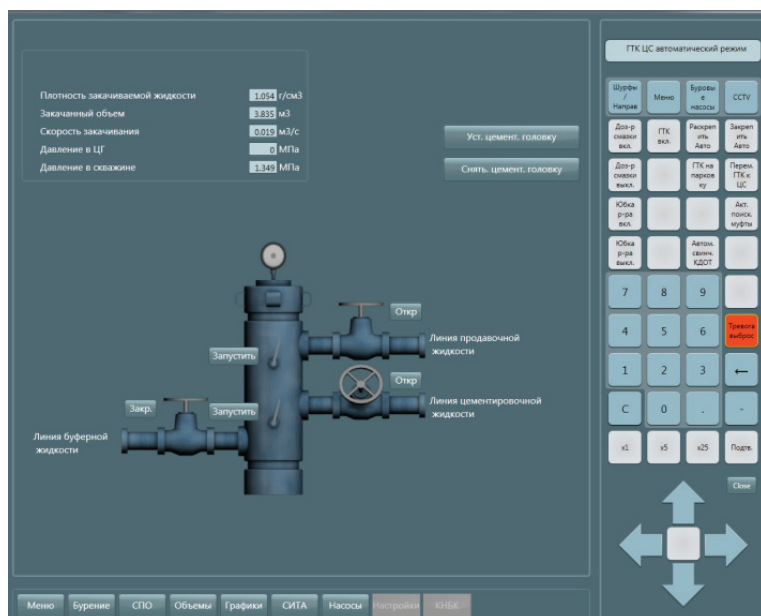 Плотность закачиваемой жидкости 1.054 г/см3
Закачанный объем 3.835 м3
Скорость закачивания 0.019 м3/с
Давление в ЦГ 0 МПа
Давление в скважине 1.349 МПа
Уст. цемент. головку
Снять. цемент. головку
Откр
Линия продавочной
жидкости
Запустить
Откр
Линия цементировочной
жидкости
Закр.
Запустить
Линия буферной
жидкости
Меню Бурение СПО Объемы Графики СИТА Насосы Настройки КНБК
ГТК ЦС автоматический режим
Шурфы
/
Направ
Меню
Буровы
е
насосы
CCTV
Доз-р
смазки
вкл.
ГТК
вкл.
Раскреп
ить
Авто
Закреп
ить
Авто
Доз-р
смазки
выкл.
ГТК на
парков
ку
Перем.
ГТК к
ЦС
Юбка
р-ра
вкл.
Акт.
поиск.
муфты
Юбка
р-ра
выкл.
Автом.
свинч.
КДОТ
7 8 9
4 5 6
Тревога
выброс
1 2 3 ←
C 0 . -
x1 x5 x25 Подтв.
Close